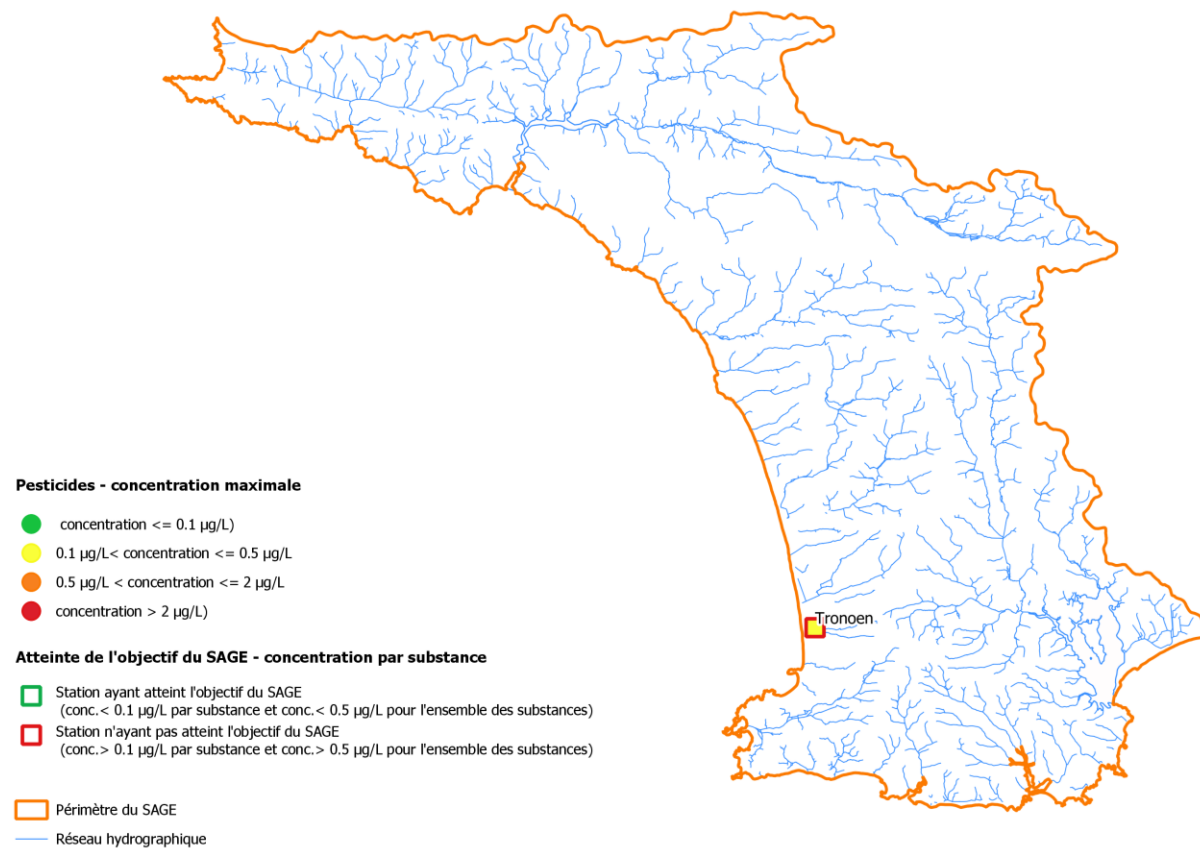 Tronoen
Pesticides - concentration maximale
concentration <= 0.1 µg/L)
0.1 µg/L< concentration <= 0.5 µg/L
0.5 µg/L < concentration <= 2 µg/L
concentration > 2 µg/L)
Atteinte de l'objectif du SAGE - concentration par substance
Station ayant atteint l'objectif du SAGE
(conc.< 0.1 µg/L par substance et conc.< 0.5 µg/L pour l'ensemble des substances)
Station n'ayant pas atteint l'objectif du SAGE
(conc.> 0.1 µg/L par substance et conc.> 0.5 µg/L pour l'ensemble des substances)
Périmètre du SAGE
Réseau hydrographique